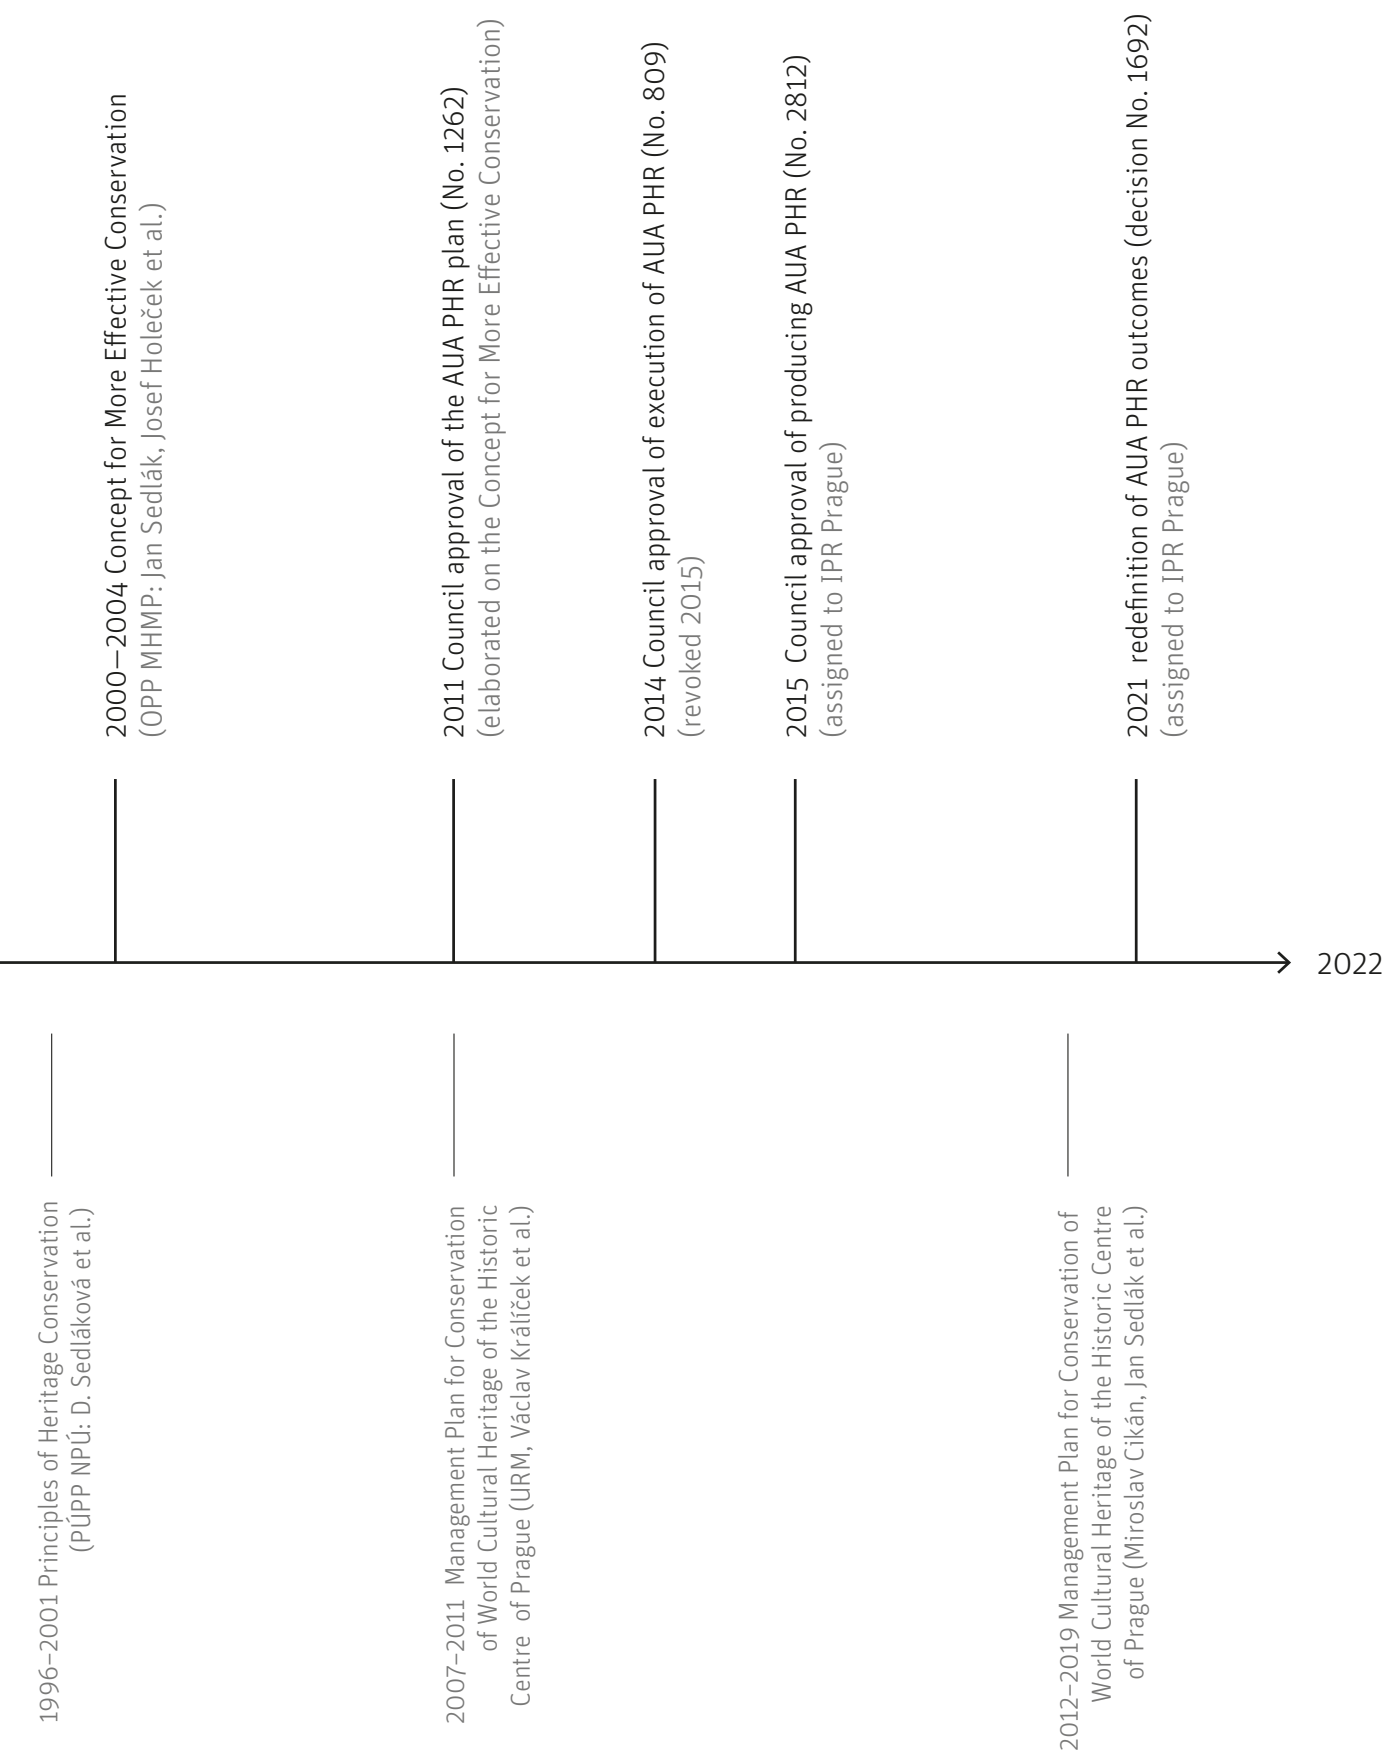 2000–2004 Concept for More Effective Conservation
(OPP MHMP: Jan Sedlák, Josef Holeček et al.)
2011 Council approval of the AUA PHR plan (No. 1262)
(elaborated on the Concept for More Effective Conservation)
2014 Council approval of execution of AUA PHR (No. 809)
(revoked 2015)
2015 Council approval of producing AUA PHR (No. 2812)
(assigned to IPR Prague)
2021 redefinition of AUA PHR outcomes (decision No. 1692)
(assigned to IPR Prague)
2022
1996–2001 Principles of Heritage Conservation
(PÚPP NPÚ: D. Sedláková et al.)
2007–2011 Management Plan for Conservation
of World Cultural Heritage of the Historic
Centre of Prague (URM, Václav Králíček et al.)
2012–2019 Management Plan for Conservation of
World Cultural Heritage of the Historic Centre
of Prague (Miroslav Cikán, Jan Sedlák et al.)